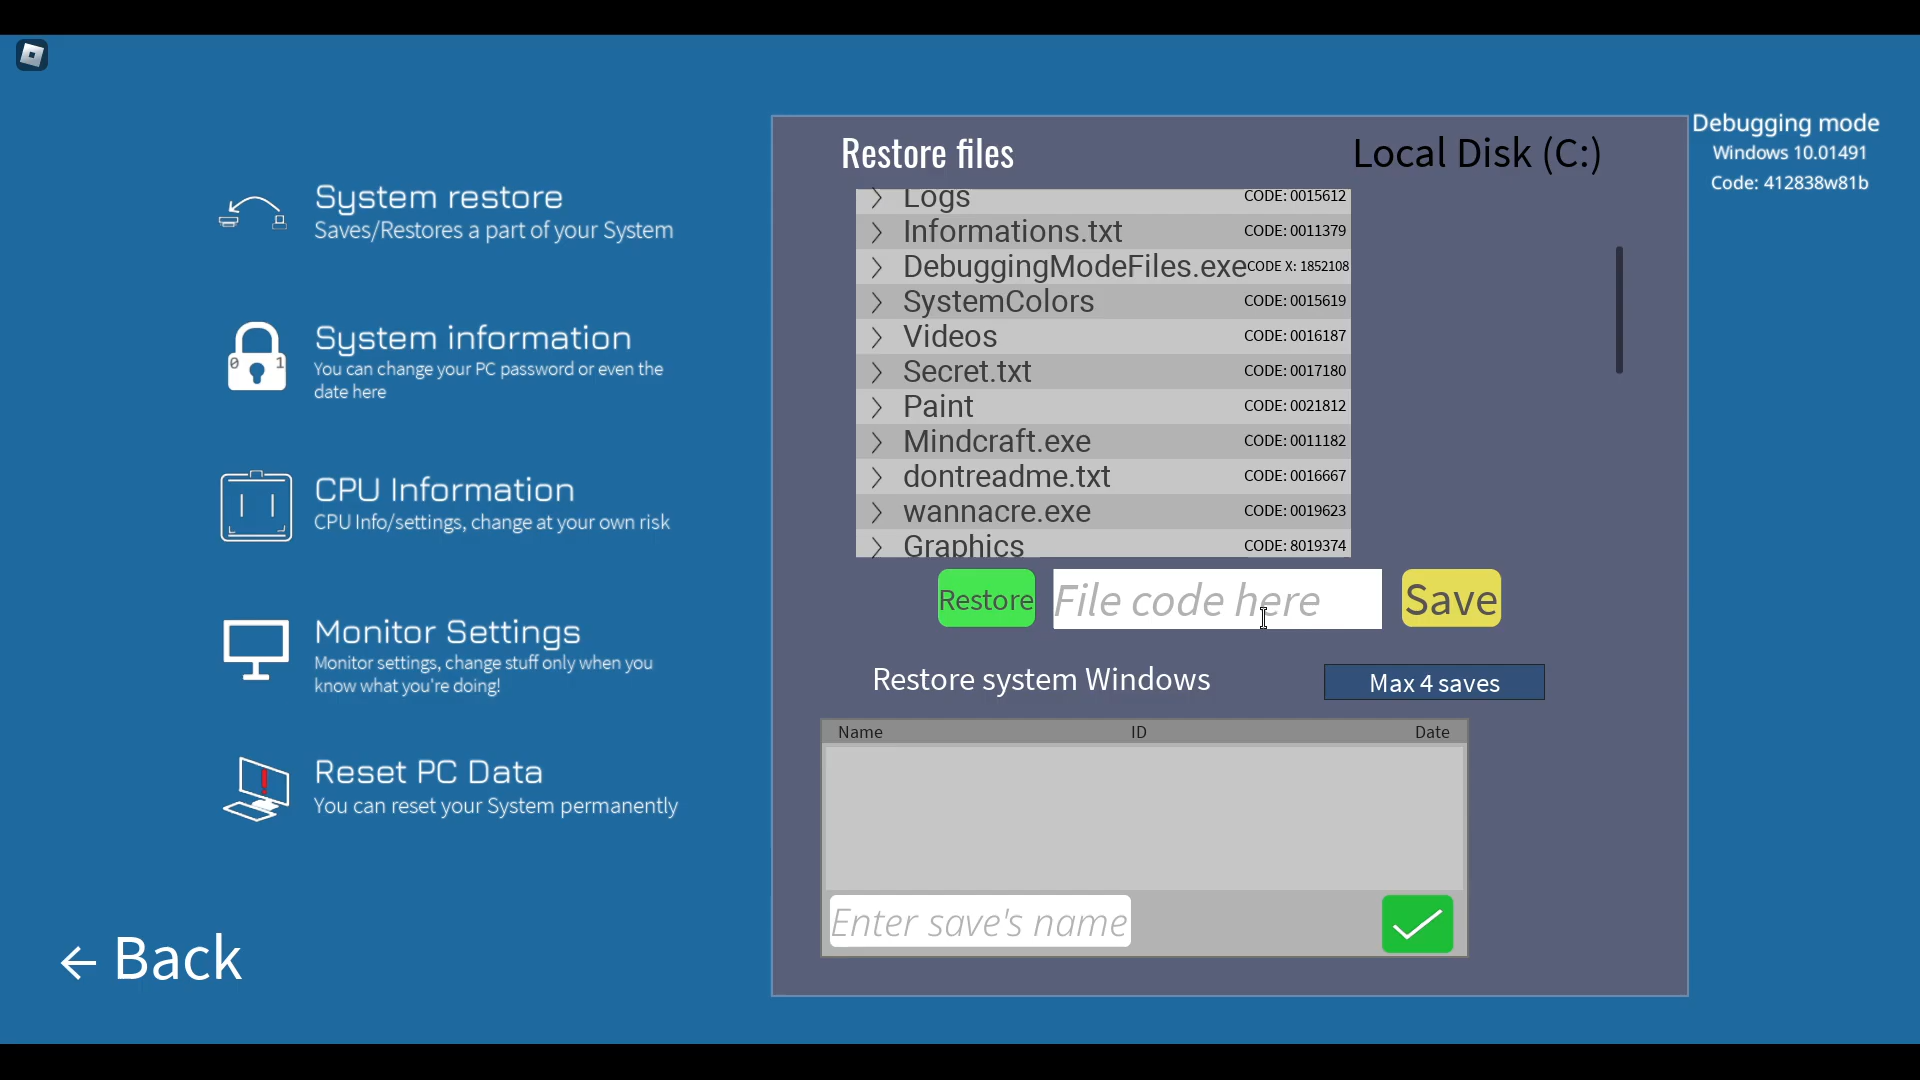 System restore
Saves/Restores a part of your System
System information
You can change your PC password or even the
date here
0 1
CPU Information
CPU Info/settings, change at your own risk
Monitor Settings
Monitor settings, change stuff only when you
know what you're doing!
Reset PC Data
You can reset your System permanently
← Back
Restore files
Local Disk (C:)
Logs CODE: 0015612
Informations.txt CODE: 0011379
DebuggingModeFiles.exe CODE X: 1852108
SystemColors CODE: 0015619
Videos CODE: 0016187
Secret.txt CODE: 0017180
Paint CODE: 0021812
Mindcraft.exe CODE: 0011182
dontreadme.txt CODE: 0016667
wannacre.exe CODE: 0019623
Graphics CODE: 8019374
Restore File code here Save
Restore system Windows Max 4 saves
Name ID Date
Enter save's name
Debugging mode
Windows 10.01491
Code: 412838w81b